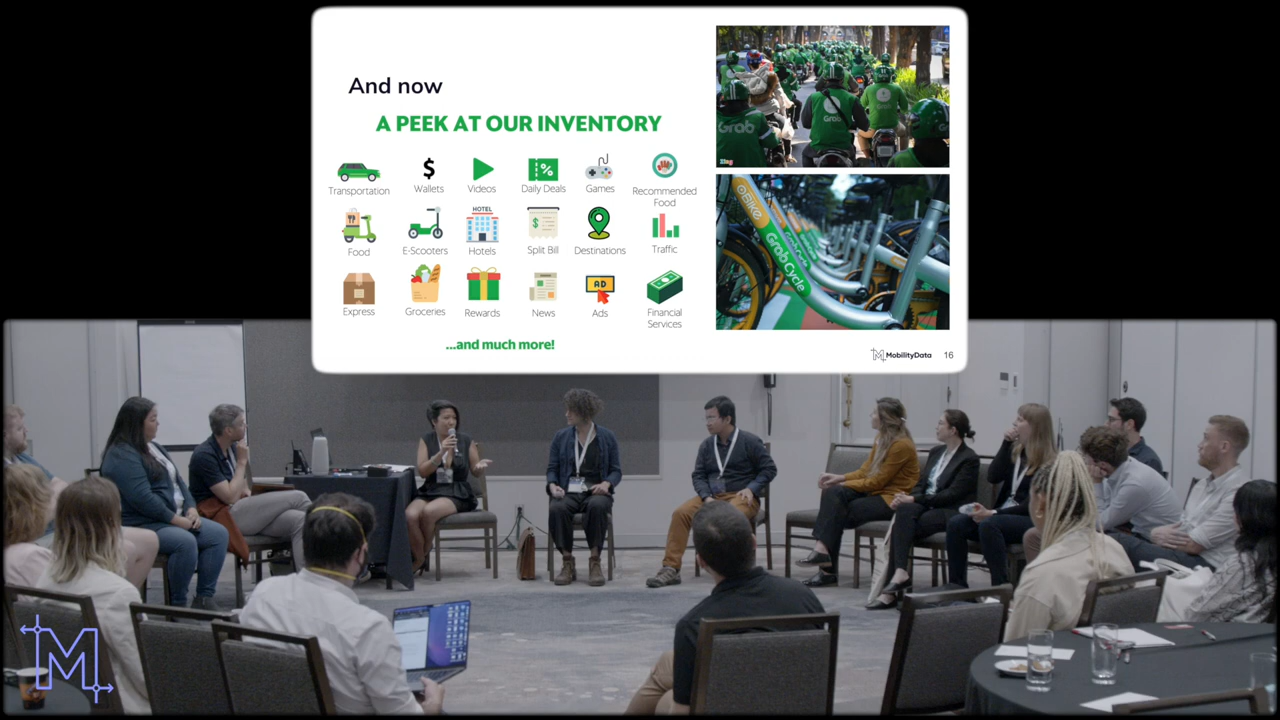 And now
A PEEK AT OUR INVENTORY
Transportation
Wallets
Videos
Daily Deals
Games
Recommended
Food
Food
E-Scooters
HOTEL
Hotels
Split Bill
Destinations
Traffic
Express
Groceries
Rewards
News
AD
Ads
Financial
Services
...and much more!
Grab
Grab
Grab
OBIKE
Grab Cycle
MobilityData
16
M